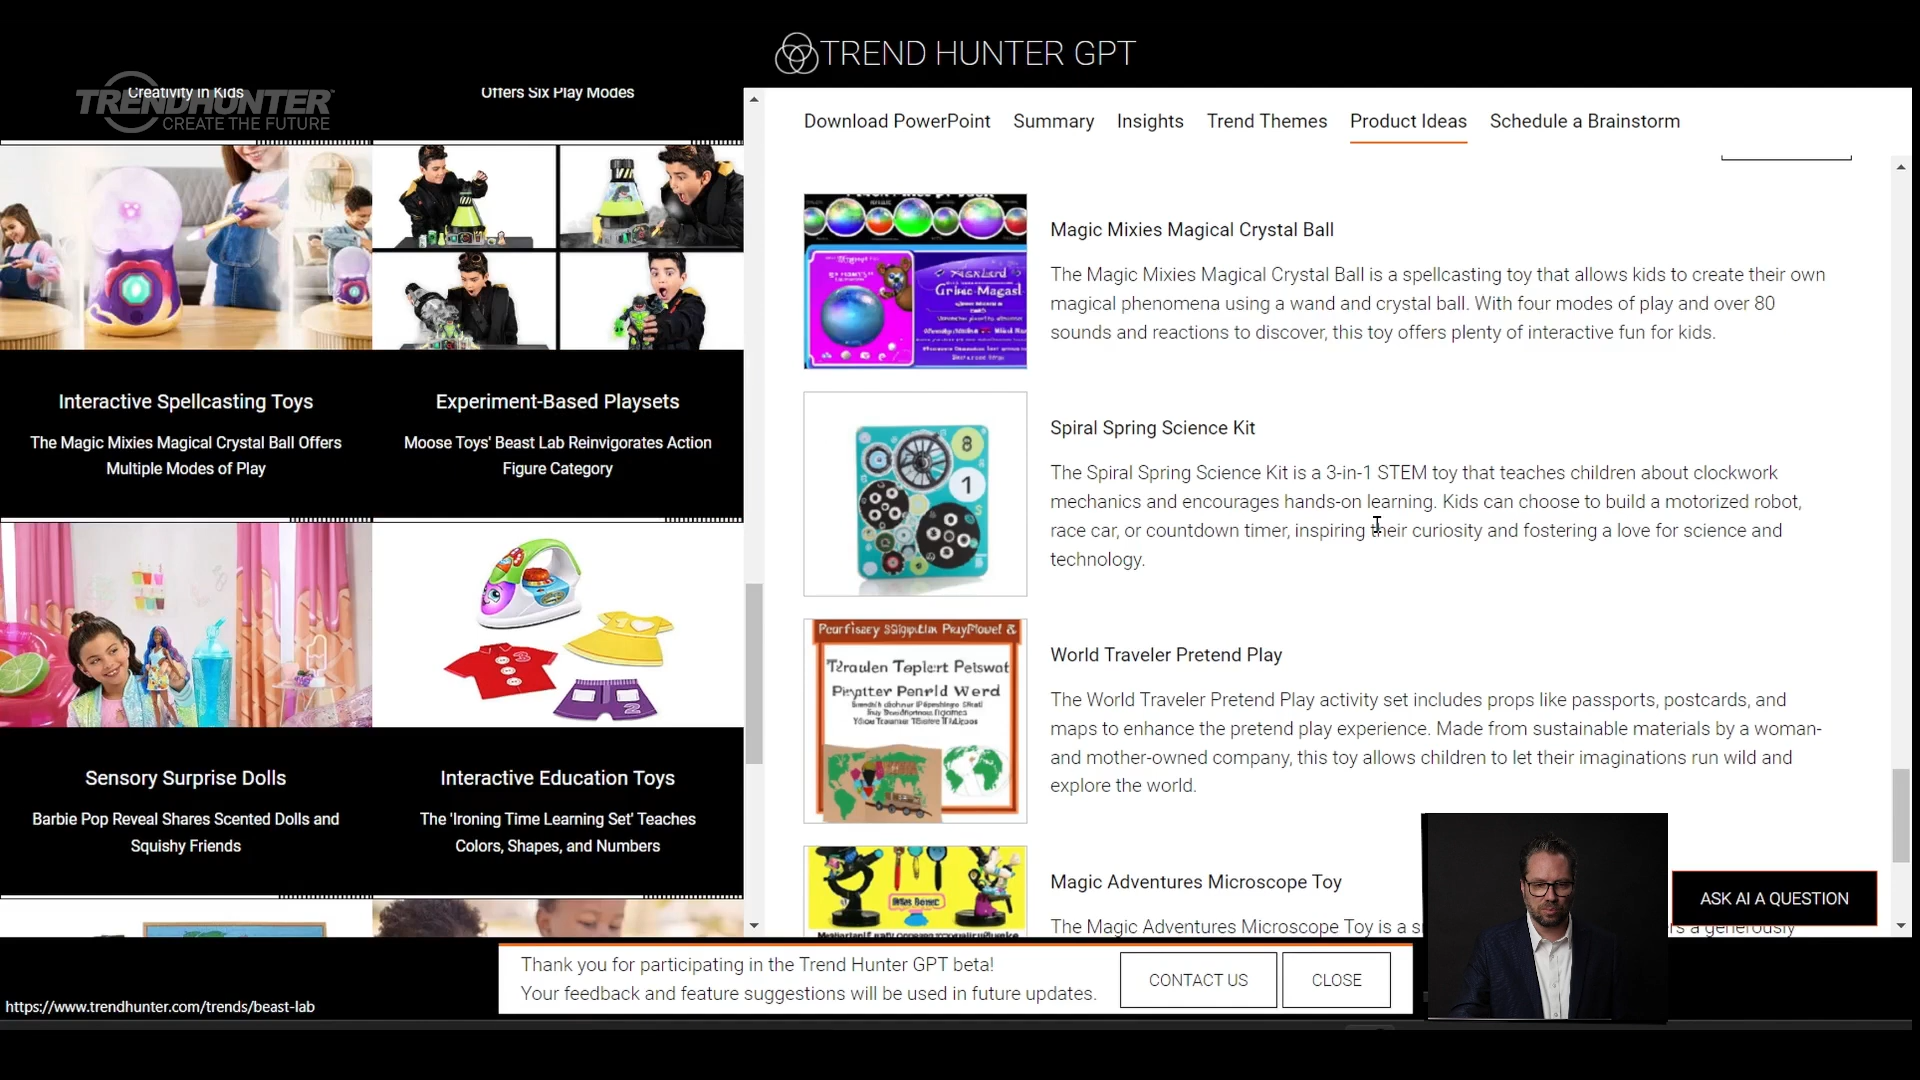 TREND HUNTER GPT
TRENDHUNTER
CREATE THE FUTURE
Creativity in Kids
Offers Six Play Modes
Interactive Spellcasting Toys
The Magic Mixies Magical Crystal Ball Offers
Multiple Modes of Play
Experiment-Based Playsets
Moose Toys' Beast Lab Reinvigorates Action
Figure Category
Sensory Surprise Dolls
Barbie Pop Reveal Shares Scented Dolls and
Squishy Friends
Interactive Education Toys
The 'Ironing Time Learning Set' Teaches
Colors, Shapes, and Numbers
Download PowerPoint
Summary
Insights
Trend Themes
Product Ideas
Schedule a Brainstorm
Magic Mixies Magical Crystal Ball
The Magic Mixies Magical Crystal Ball is a spellcasting toy that allows kids to create their own
magical phenomena using a wand and crystal ball. With four modes of play and over 80
sounds and reactions to discover, this toy offers plenty of interactive fun for kids.
8
1
Spiral Spring Science Kit
The Spiral Spring Science Kit is a 3-in-1 STEM toy that teaches children about clockwork
mechanics and encourages hands-on learning. Kids can choose to build a motorized robot,
race car, or countdown timer, inspiring their curiosity and fostering a love for science and
technology.
World Traveler Pretend Play
The World Traveler Pretend Play activity set includes props like passports, postcards, and
maps to enhance the pretend play experience. Made from sustainable materials by a woman-
and mother-owned company, this toy allows children to let their imaginations run wild and
explore the world.
Magic Adventures Microscope Toy
The Magic Adventures Microscope Toy is a
a generously
ASK AI A QUESTION
Thank you for participating in the Trend Hunter GPT beta!
Your feedback and feature suggestions will be used in future updates.
CONTACT US
CLOSE
https://www.trendhunter.com/trends/beast-lab